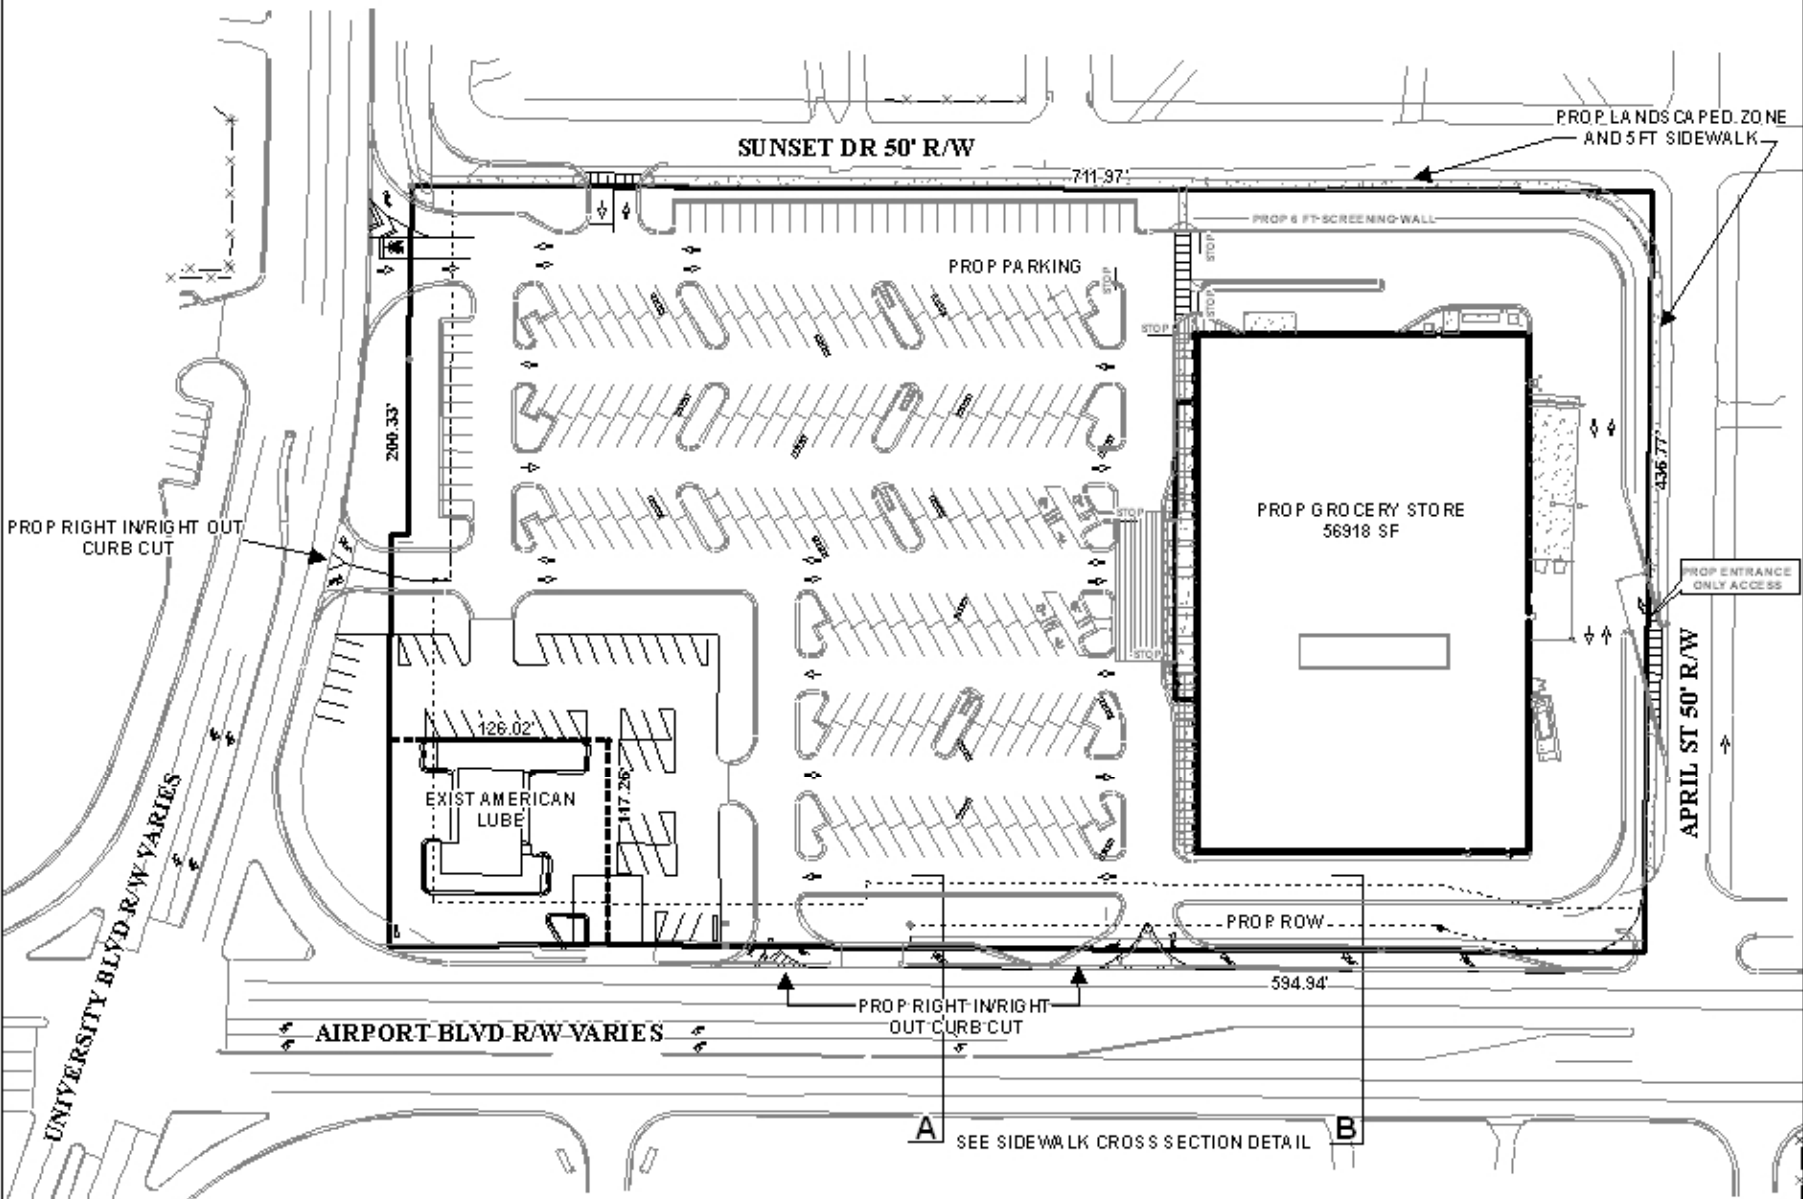 SUNSET DR 50' R/W
711.97'
PROP LANDSCAPED ZONE
AND 5 FT SIDEWALK
PROP 6 FT SCREENING WALL
STOP
PROP PARKING
STOP
STOP
STOP
200.33'
436.77'
PROP RIGHT IN/RIGHT OUT
CURB CUT
STOP
PROP GROCERY STORE
56918 SF
PROP ENTRANCE
ONLY ACCESS
STOP
APRIL ST 50' R/W
126.02'
117.26'
EXIST AMERICAN
LUBE
UNIVERSITY BLVD R/W VARIES
PROP ROW
594.94'
PROP RIGHT IN/RIGHT
OUT CURB CUT
AIRPORT BLVD R/W VARIES
A
SEE SIDEWALK CROSS SECTION DETAIL
B